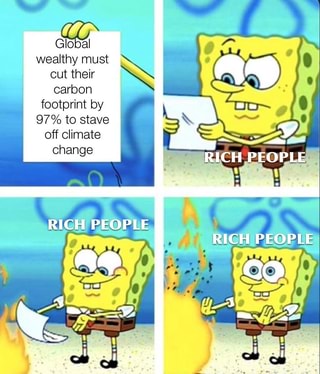 Global
wealthy must
cut their
carbon
footprint by
97% to stave
off climate
change
RICH PEOPLE
RICH PEOPLE
RICH PEOPLE